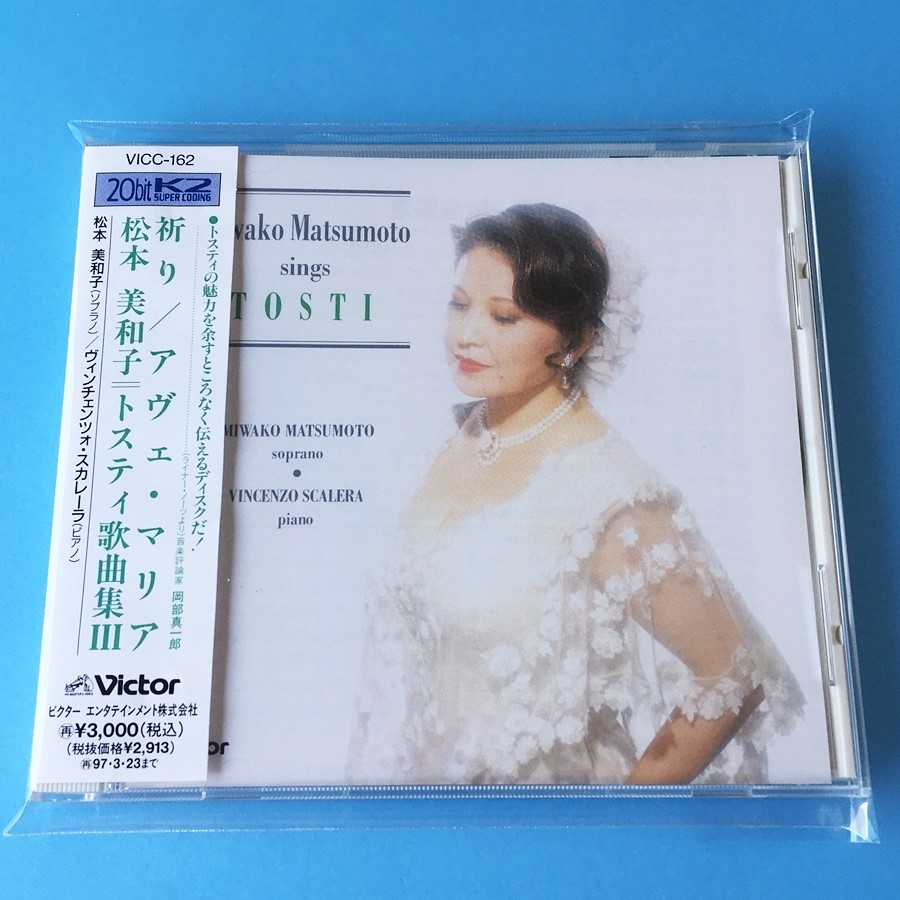 VICC-162
20bit K2
SUPER CODING
●トスティの魅力を余すところなく伝えるディスクだ!
(ライナー・ノーツより)音楽評論家 岡部真一郎
祈り/アヴェ・マリア
松本 美和子=トスティ歌曲集III
松本 美和子(ソプラノ)/ヴィンチェンツォ・スカレーラ(ピアノ)
Victor
ビクター エンタテインメント株式会社
再¥3,000(税込)
(税抜価格¥2,913)
再97・3・23まで
wako Matsumoto
sings
TOSTI
MIWAKO MATSUMOTO
soprano
●
VINCENZO SCALERA
piano
or